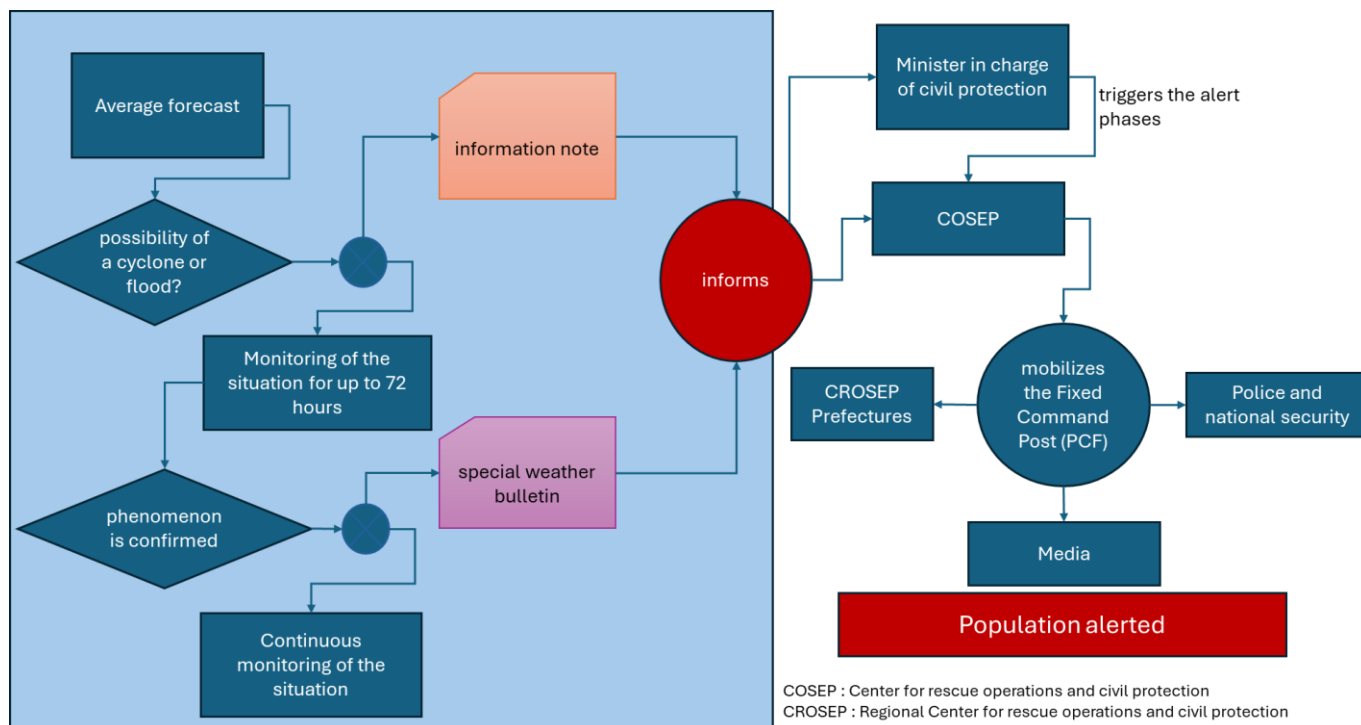 Average forecast
possibility of
a cyclone or
flood?
information note
Monitoring of the
situation for up to 72
hours
phenomenon
is confirmed
special weather
bulletin
Continuous
monitoring of the
situation
informs
Minister in charge
of civil protection
triggers the alert
phases
COSEP
mobilizes
the Fixed
Command
Post (PCF)
CROSEP
Prefectures
Police and
national security
Media
Population alerted
COSEP : Center for rescue operations and civil protection
CROSEP : Regional Center for rescue operations and civil protection